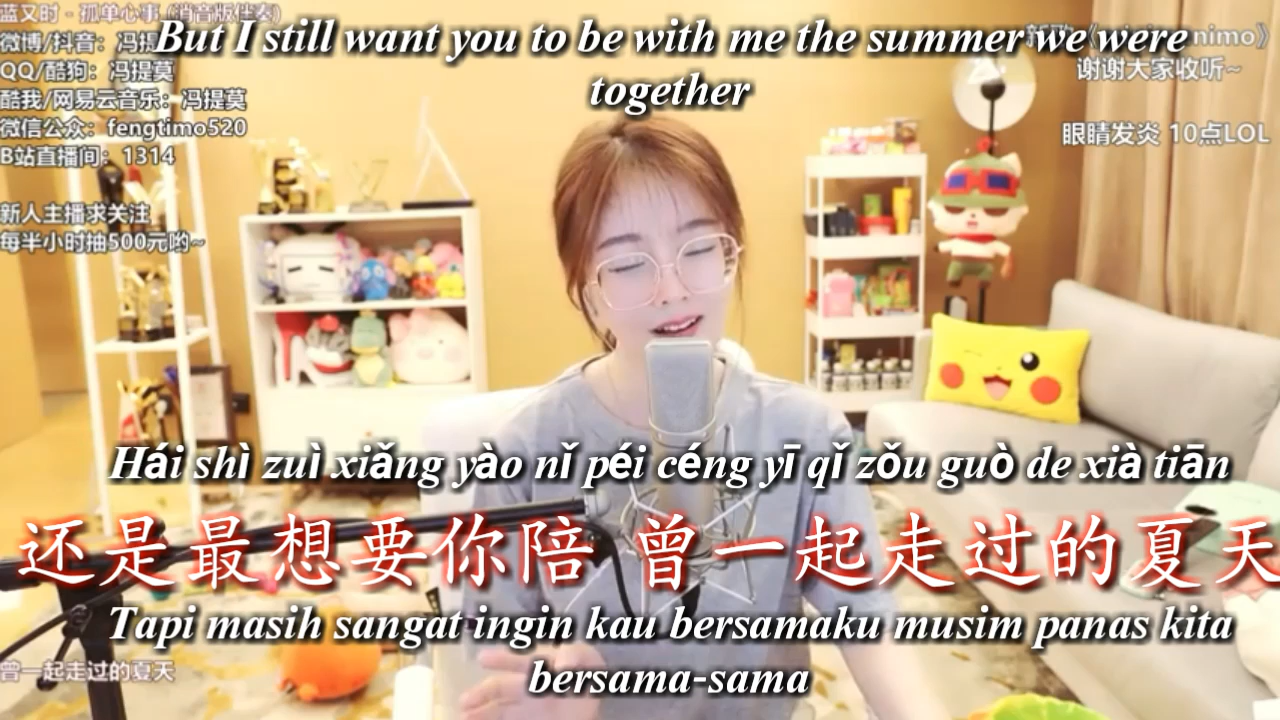 蓝又时 - 孤单心事 (消音版伴奏)
But I still want you to be with me the summer we were
together
微博/抖音：冯提
QQ/酷狗：冯提莫
酷我/网易云音乐：冯提莫
微信公众：fengtimo520
B站直播间：1314
新人主播求关注
每半小时抽500元哟~
nimo》
谢谢大家收听~
眼睛发炎 10点LOL
Hái shì zuì xiǎng yào nǐ péi céng yī qǐ zǒu guò de xià tiān
还是最想要你陪 曾一起走过的夏天
Tapi masih sangat ingin kau bersamaku musim panas kita
bersama-sama
曾一起走过的夏天